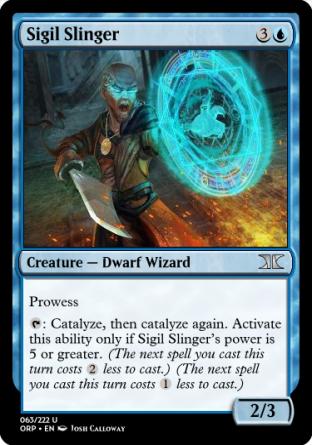 Sigil Slinger 3
Creature — Dwarf Wizard
Prowess
: Catalyze, then catalyze again. Activate
this ability only if Sigil Slinger's power is
5 or greater. (The next spell you cast this
turn costs 2 less to cast.) (The next spell
you cast this turn costs 1 less to cast.)
2/3
063/222 U
ORP • EN Josh Calloway